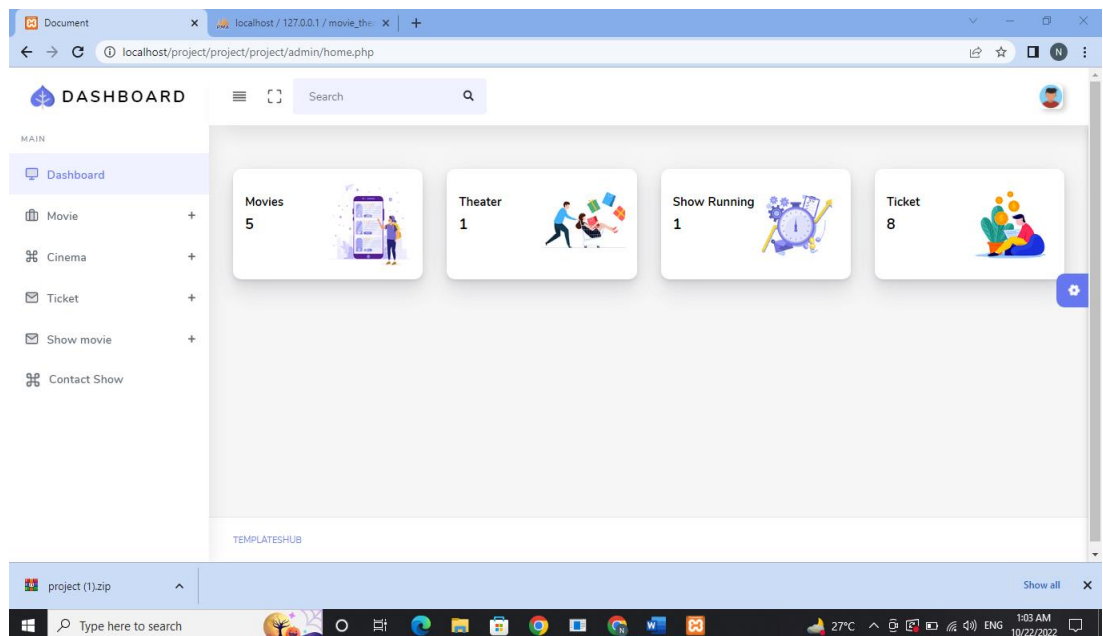 Document
localhost / 127.0.0.1 / movie_the
localhost/project/project/project/admin/home.php
N
DASHBOARD
Search
MAIN
Dashboard
Movie +
Cinema +
Ticket +
Show movie +
Contact Show
Movies
5
Theater
1
Show Running
1
Ticket
8
TEMPLATESHUB
project (1).zip
Show all
Type here to search
27°C
ENG
1:03 AM
10/22/2022